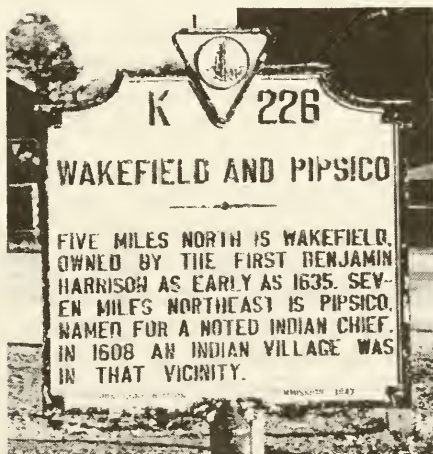 K 226
WAKEFIELD AND PIPSICO
FIVE MILES NORTH IS WAKEFIELD,
OWNED BY THE FIRST BENJAMIN
HARRISON AS EARLY AS 1635. SEV-
EN MILES NORTHEAST IS PIPSICO,
NAMED FOR A NOTED INDIAN CHIEF.
IN 1608 AN INDIAN VILLAGE WAS
IN THAT VICINITY.